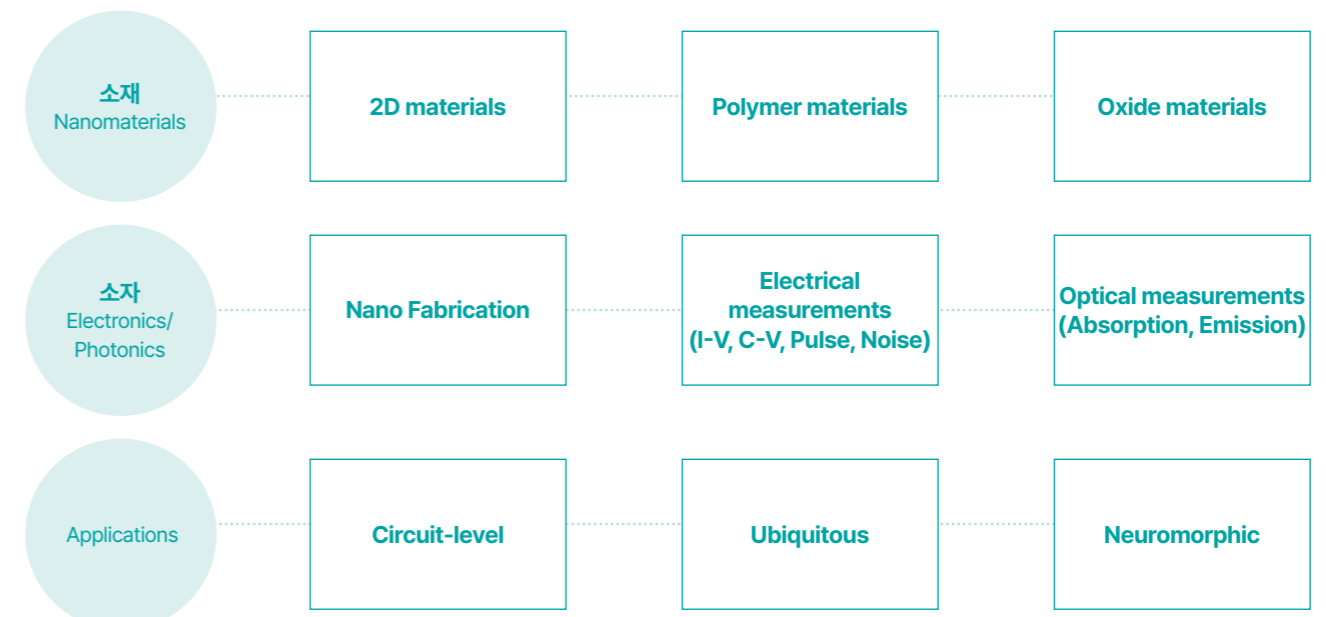 소재
Nanomaterials
2D materials
Polymer materials
Oxide materials
소자
Electronics/
Photonics
Nano Fabrication
Electrical
measurements
(I-V, C-V, Pulse, Noise)
Optical measurements
(Absorption, Emission)
Applications
Circuit-level
Ubiquitous
Neuromorphic